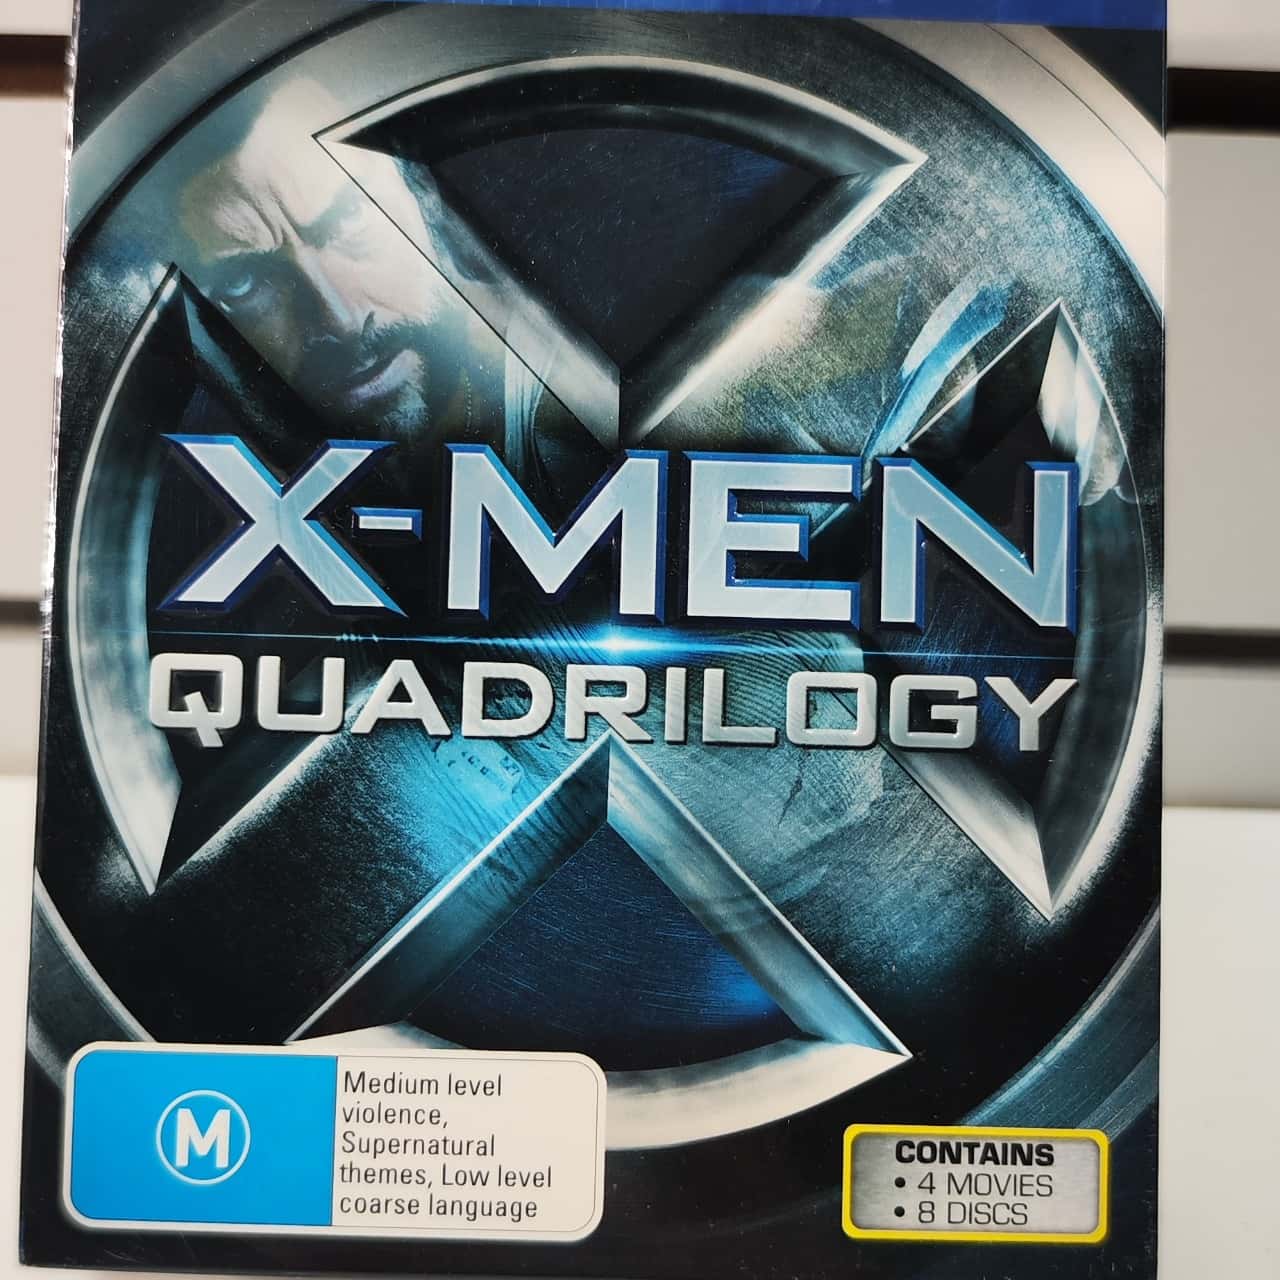 X-MEN
QUADRILOGY
M
Medium level
violence,
Supernatural
themes, Low level
coarse language
CONTAINS
• 4 MOVIES
• 8 DISCS